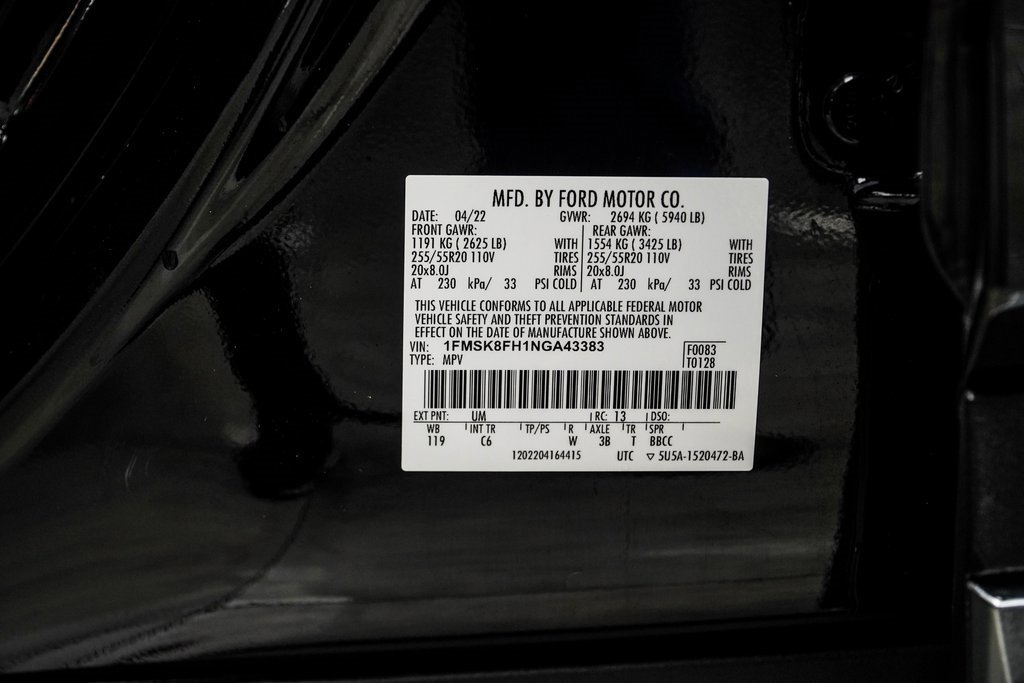 MFD. BY FORD MOTOR CO.
DATE: 04/22 GVWR: 2694 KG ( 5940 LB)
FRONT GAWR: REAR GAWR:
1191 KG ( 2625 LB) WITH 1554 KG ( 3425 LB) WITH
255/55R20 110V TIRES 255/55R20 110V TIRES
20x8.0J RIMS 20x8.0J RIMS
AT 230 kPa/ 33 PSI COLD AT 230 kPa/ 33 PSI COLD
THIS VEHICLE CONFORMS TO ALL APPLICABLE FEDERAL MOTOR
VEHICLE SAFETY AND THEFT PREVENTION STANDARDS IN
EFFECT ON THE DATE OF MANUFACTURE SHOWN ABOVE.
VIN: 1FMSK8FH1NGA43383 F0083
TYPE: MPV T0128
EXT PNT: UM RC: 13 DSO:
WB INT TR TP/PS R AXLE TR SPR
119 C6 W 3B T BBCC
1202204164415 UTC ▽ 5U5A-1520472-BA